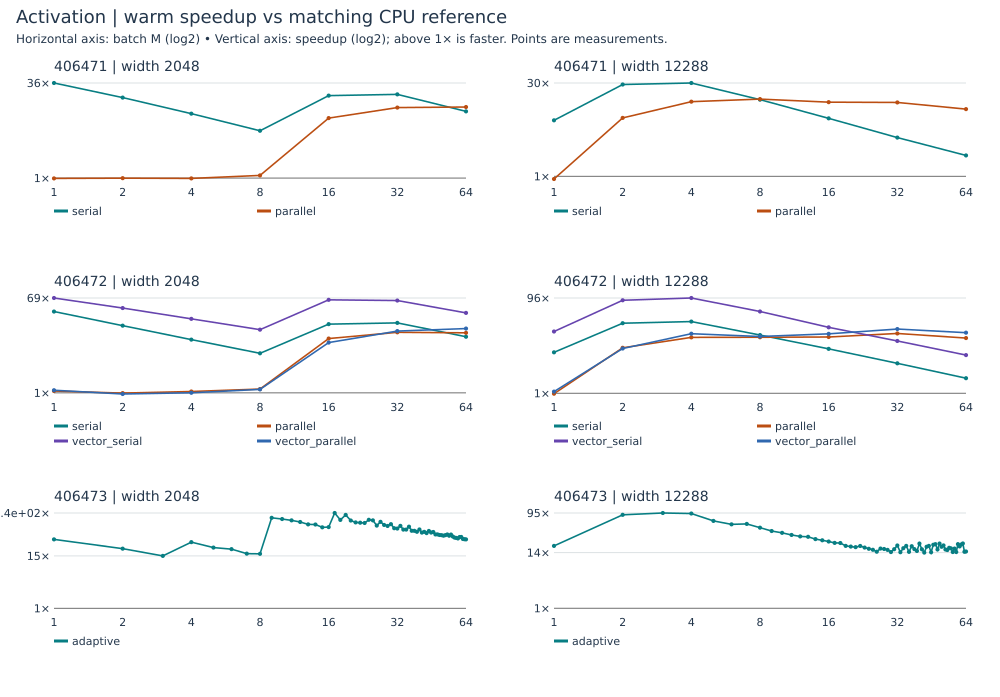 Activation | warm speedup vs matching CPU reference
Horizontal axis: batch M (log2) • Vertical axis: speedup (log2); above 1× is faster. Points are measurements.
406471 | width 2048
36×
1×
1 2 4 8 16 32 64
serial parallel
406471 | width 12288
30×
1×
1 2 4 8 16 32 64
serial parallel
406472 | width 2048
69×
1×
1 2 4 8 16 32 64
serial parallel
vector_serial vector_parallel
406472 | width 12288
96×
1×
1 2 4 8 16 32 64
serial parallel
vector_serial vector_parallel
406473 | width 2048
.4e+02×
15×
1×
1 2 4 8 16 32 64
adaptive
406473 | width 12288
95×
14×
1×
1 2 4 8 16 32 64
adaptive